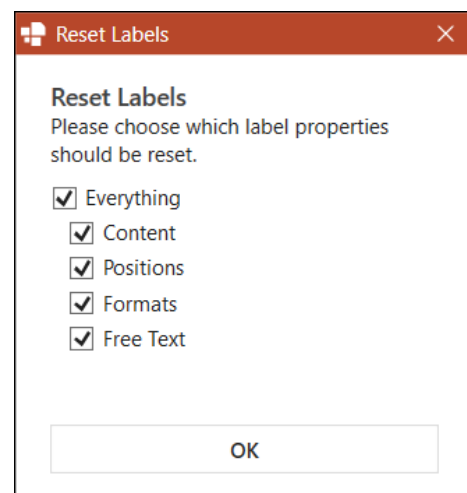 Reset Labels
Reset Labels
Please choose which label properties
should be reset.
Everything
Content
Positions
Formats
Free Text
OK